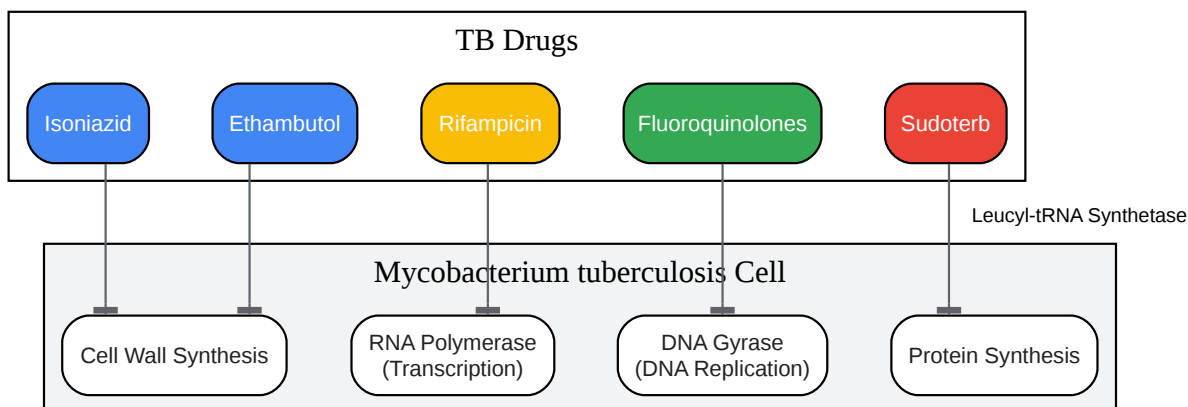 TB Drugs
Isoniazid
Ethambutol
Rifampicin
Fluoroquinolones
Sudoterb
Leucyl-tRNA Synthetase
Mycobacterium tuberculosis Cell
Cell Wall Synthesis
RNA Polymerase
(Transcription)
DNA Gyrase
(DNA Replication)
Protein Synthesis